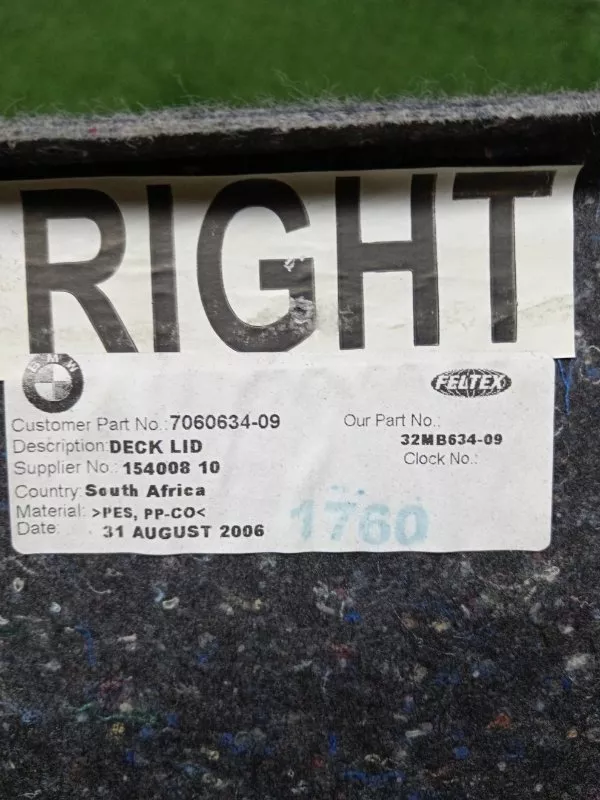 RIGHT
BMW
FELTEX
Customer Part No.:7060634-09
Our Part No.:
Description:DECK LID
32MB634-09
Supplier No.: 154008 10
Clock No.:
Country: South Africa
Material: >PES, PP-CO<
Date: 31 AUGUST 2006
1760